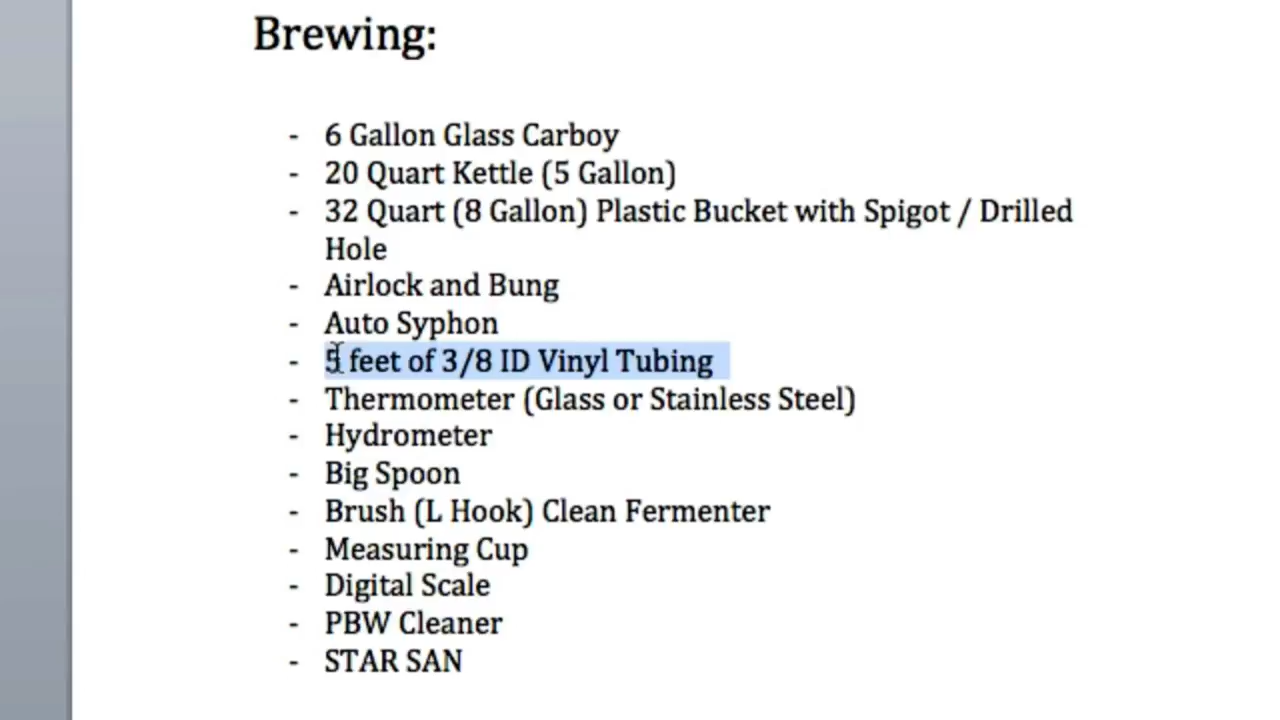 Brewing:
- 6 Gallon Glass Carboy
- 20 Quart Kettle (5 Gallon)
- 32 Quart (8 Gallon) Plastic Bucket with Spigot / Drilled
Hole
- Airlock and Bung
- Auto Syphon
- 5 feet of 3/8 ID Vinyl Tubing
- Thermometer (Glass or Stainless Steel)
- Hydrometer
- Big Spoon
- Brush (L Hook) Clean Fermenter
- Measuring Cup
- Digital Scale
- PBW Cleaner
- STAR SAN